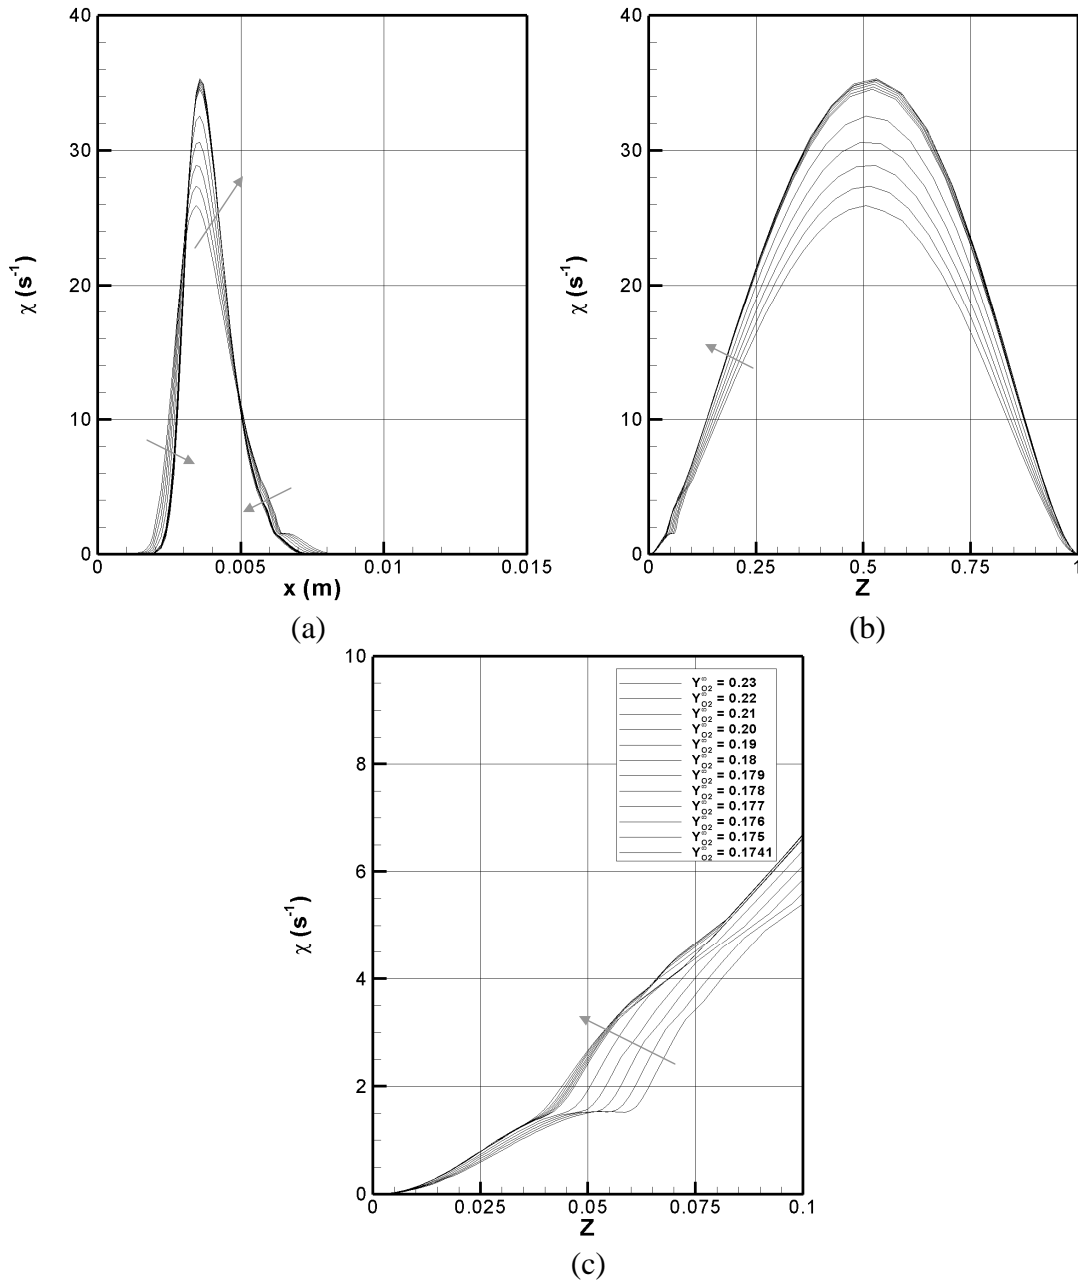 40
30
20
10
0
χ (s⁻¹)
0
0.005
0.01
0.015
x (m)
(a)
40
30
20
10
0
χ (s⁻¹)
0
0.25
0.5
0.75
1
Z
(b)
10
8
6
4
2
0
χ (s⁻¹)
Y∞O2 = 0.23
Y∞O2 = 0.22
Y∞O2 = 0.21
Y∞O2 = 0.20
Y∞O2 = 0.19
Y∞O2 = 0.18
Y∞O2 = 0.179
Y∞O2 = 0.178
Y∞O2 = 0.177
Y∞O2 = 0.176
Y∞O2 = 0.175
Y∞O2 = 0.1741
0
0.025
0.05
0.075
0.1
Z
(c)